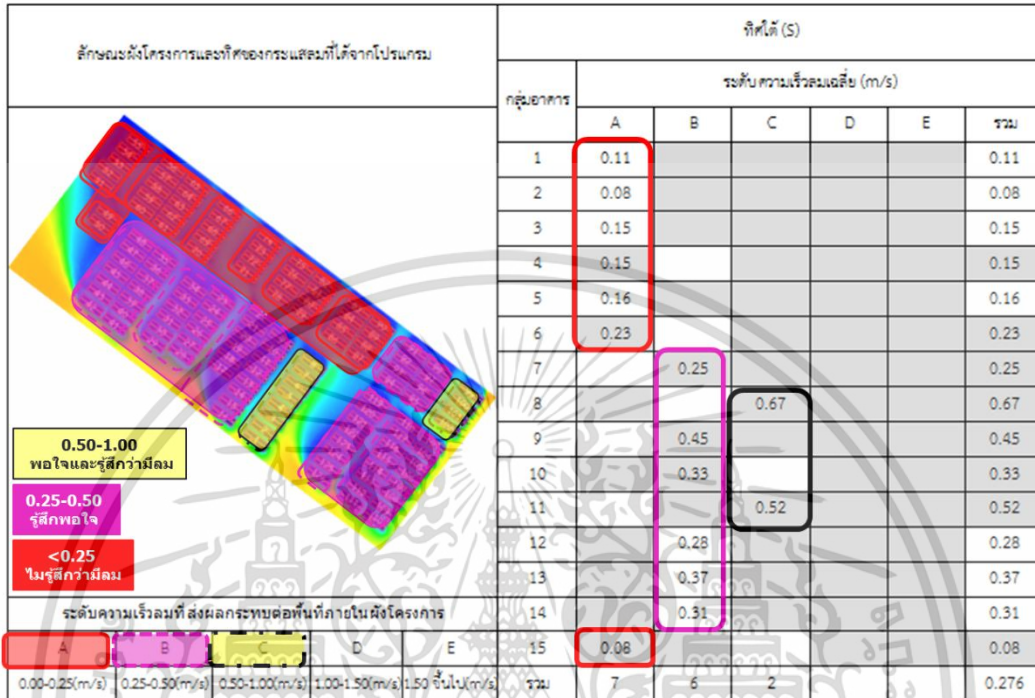 ลักษณะผังโครงการและทิศของกระแสลมที่ได้จากโปรแกรม
ทิศใต้ (S)
กลุ่มอาคาร
ระดับความเร็วลมเฉลี่ย (m/s)
A B C D E รวม
1 0.11 0.11
2 0.08 0.08
3 0.15 0.15
4 0.15 0.15
5 0.16 0.16
6 0.23 0.23
7 0.25 0.25
8 0.67 0.67
9 0.45 0.45
10 0.33 0.33
11 0.52 0.52
12 0.28 0.28
13 0.37 0.37
14 0.31 0.31
15 0.08 0.08
รวม 7 6 2 0.276
0.50-1.00
พอใจและรู้สึกว่ามีลม
0.25-0.50
รู้สึกพอใจ
<0.25
ไมรู้สึกว่ามีลม
ระดับความเร็วลมที่ส่งผลกระทบต่อพื้นที่ภายในผังโครงการ
A B C D E
0.00-0.25(m/s) 0.25-0.50(m/s) 0.50-1.00(m/s) 1.00-1.50(m/s) 1.50 ขึ้นไป(m/s)